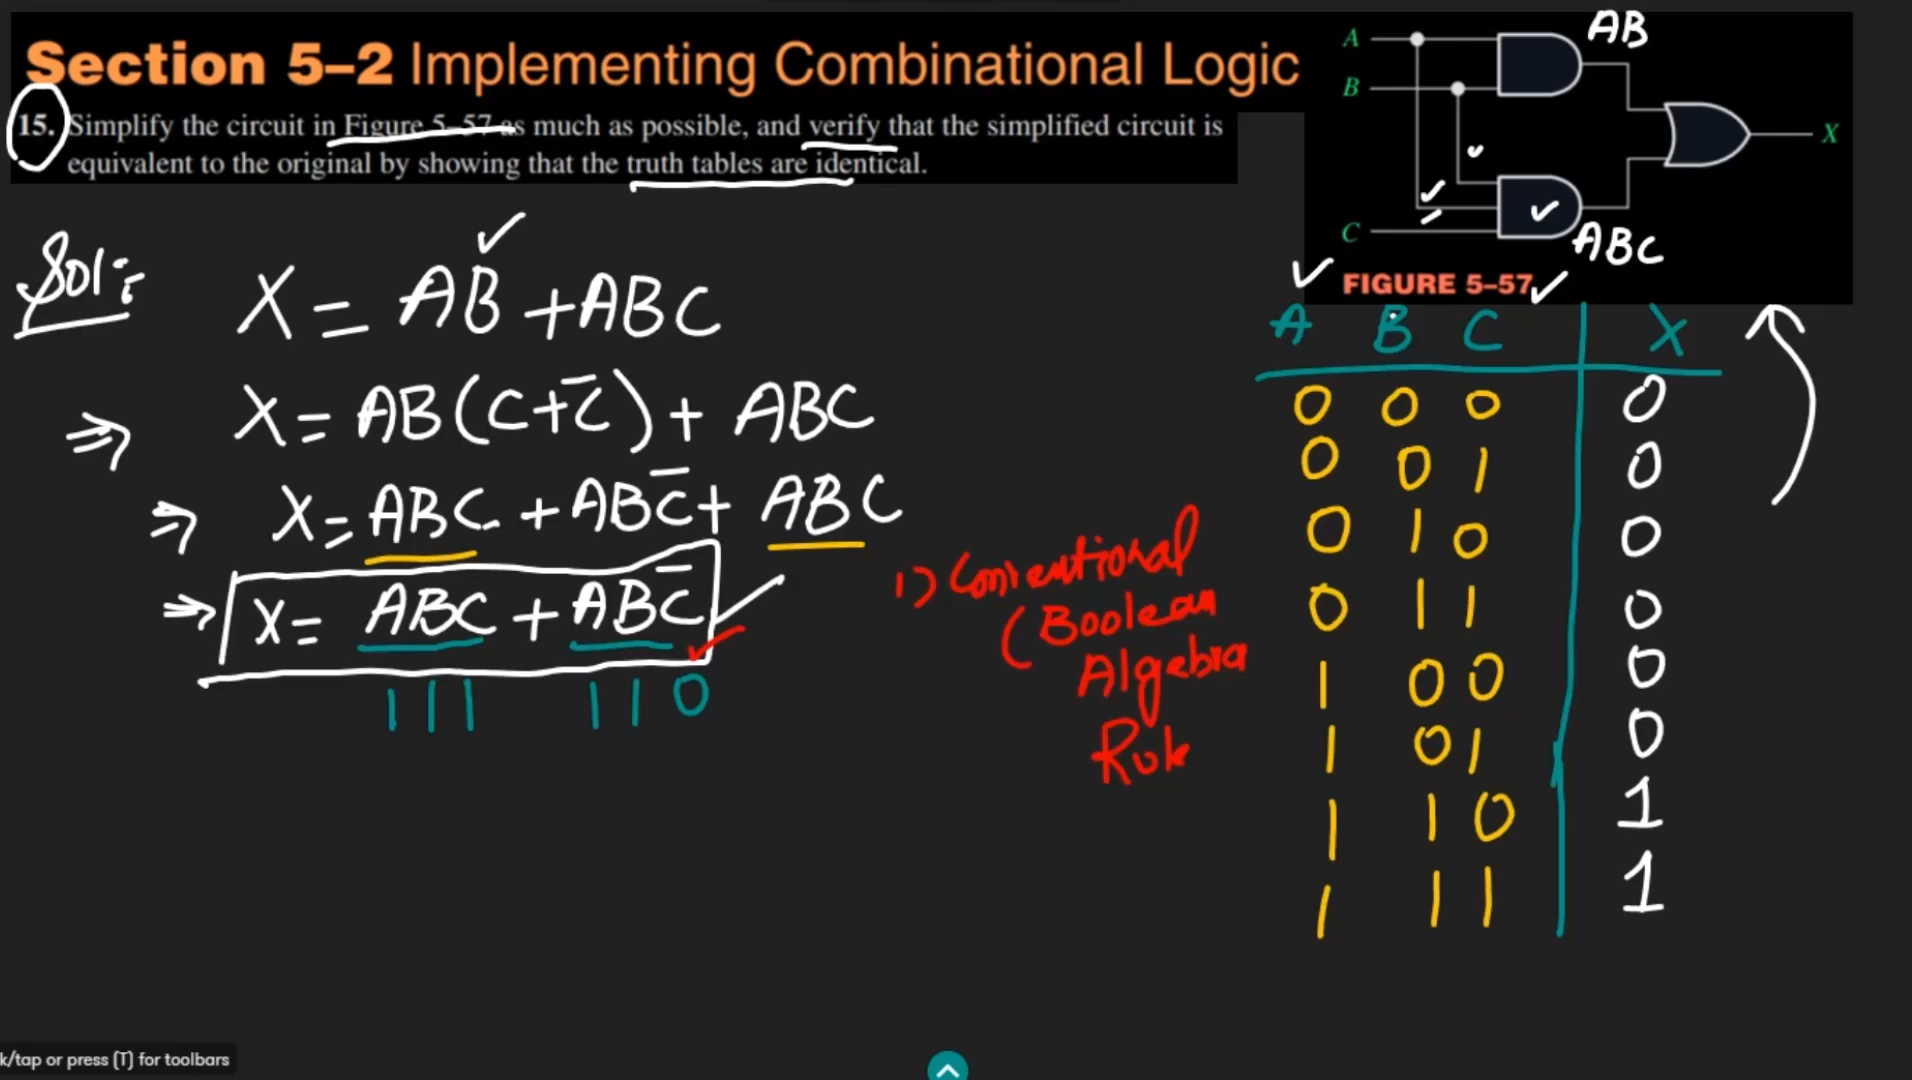 Section 5–2 Implementing Combinational Logic
15. Simplify the circuit in Figure 5–57 as much as possible, and verify that the simplified circuit is
equivalent to the original by showing that the truth tables are identical.
A
B
C
AB
ABC
X
FIGURE 5–57
Sol:
X = AB + ABC
⇒ X = AB(C+C̅) + ABC
⇒ X = ABC + ABC̅ + ABC
⇒ X = ABC + ABC̅
111 110
1) Conventional
(Boolean
Algebra
Rule
A B C X
0 0 0 0
0 0 1 0
0 1 0 0
0 1 1 0
1 0 0 0
1 0 1 0
1 1 0 1
1 1 1 1
k/tap or press (T) for toolbars